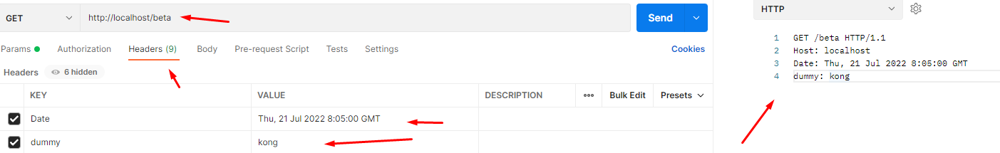 GET
http://localhost/beta
Send
Params
Authorization
Headers (9)
Body
Pre-request Script
Tests
Settings
Cookies
Headers
6 hidden
KEY
VALUE
DESCRIPTION
Bulk Edit
Presets
Date
Thu, 21 Jul 2022 8:05:00 GMT
dummy
kong
HTTP
1 GET /beta HTTP/1.1
2 Host: localhost
3 Date: Thu, 21 Jul 2022 8:05:00 GMT
4 dummy: kong